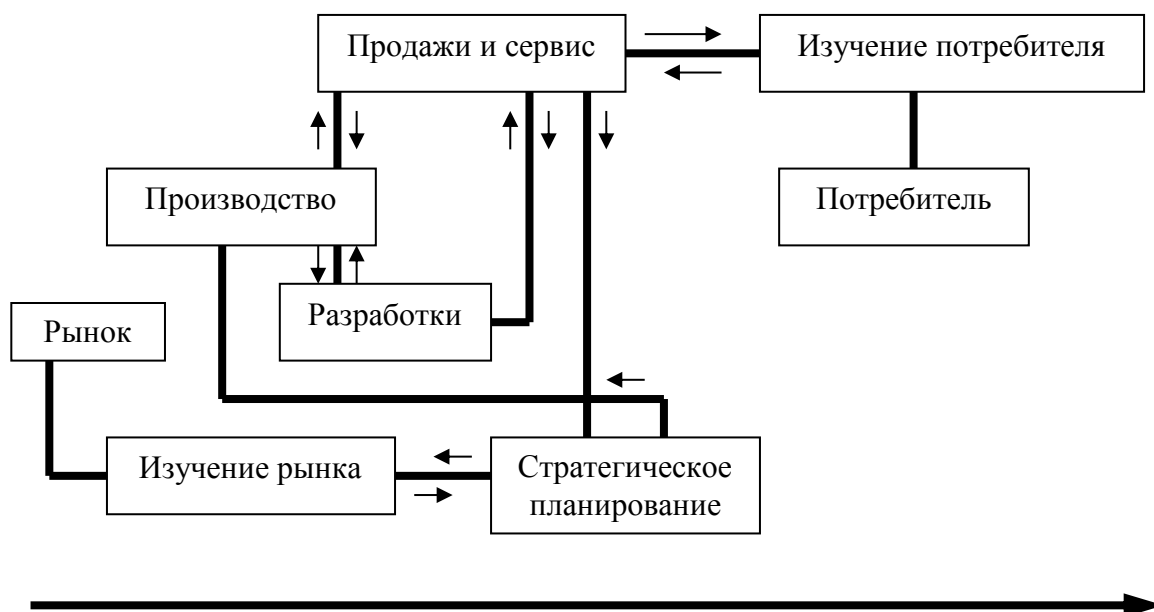 Продажи и сервис
Изучение потребителя
Производство
Потребитель
Разработки
Рынок
Изучение рынка
Стратегическое
планирование